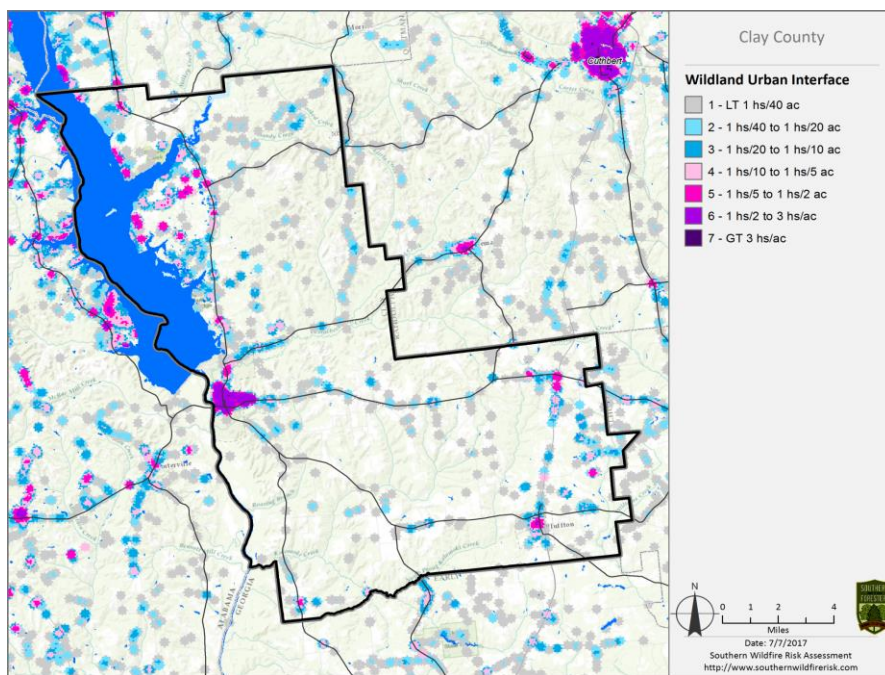 Clay County
Wildland Urban Interface
1 - LT 1 hs/40 ac
2 - 1 hs/40 to 1 hs/20 ac
3 - 1 hs/20 to 1 hs/10 ac
4 - 1 hs/10 to 1 hs/5 ac
5 - 1 hs/5 to 1 hs/2 ac
6 - 1 hs/2 to 3 hs/ac
7 - GT 3 hs/ac
Cuthbert
ALABAMA
GEORGIA
EARLY
N
0 1 2 4
Miles
Date: 7/7/2017
Southern Wildfire Risk Assessment
http://www.southernwildfirerisk.com
SOUTHERN